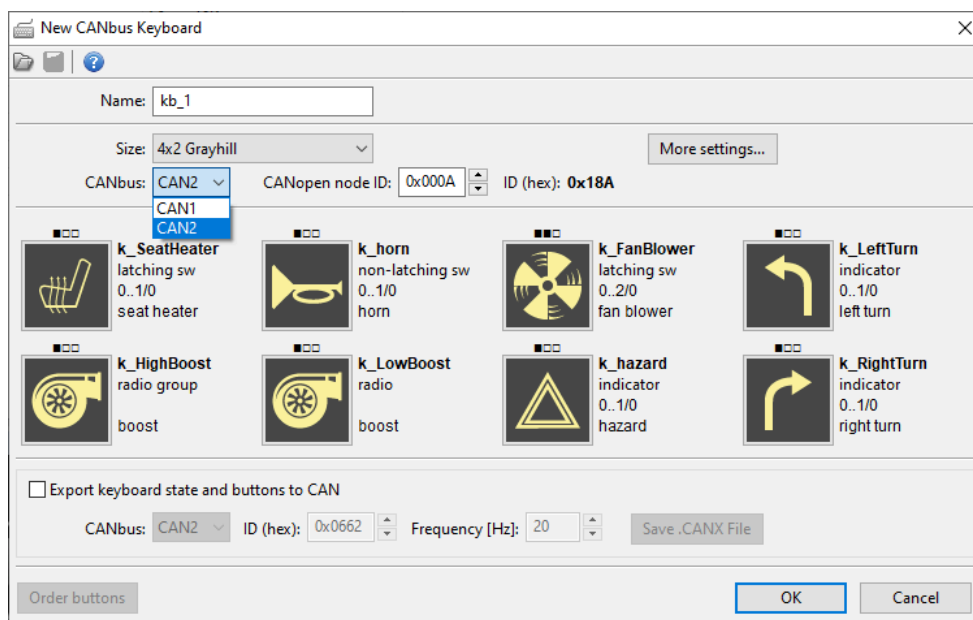 New CANbus Keyboard
Name: kb_1
Size: 4x2 Grayhill More settings...
CANbus: CAN2 CANopen node ID: 0x000A ID (hex): 0x18A
CAN1
CAN2
k_SeatHeater
latching sw
0..1/0
seat heater
k_horn
non-latching sw
0..1/0
horn
k_FanBlower
latching sw
0..2/0
fan blower
k_LeftTurn
indicator
0..1/0
left turn
k_HighBoost
radio group
boost
k_LowBoost
radio
boost
k_hazard
indicator
0..1/0
hazard
k_RightTurn
indicator
0..1/0
right turn
Export keyboard state and buttons to CAN
CANbus: CAN2 ID (hex): 0x0662 Frequency [Hz]: 20 Save .CANX File
Order buttons OK Cancel